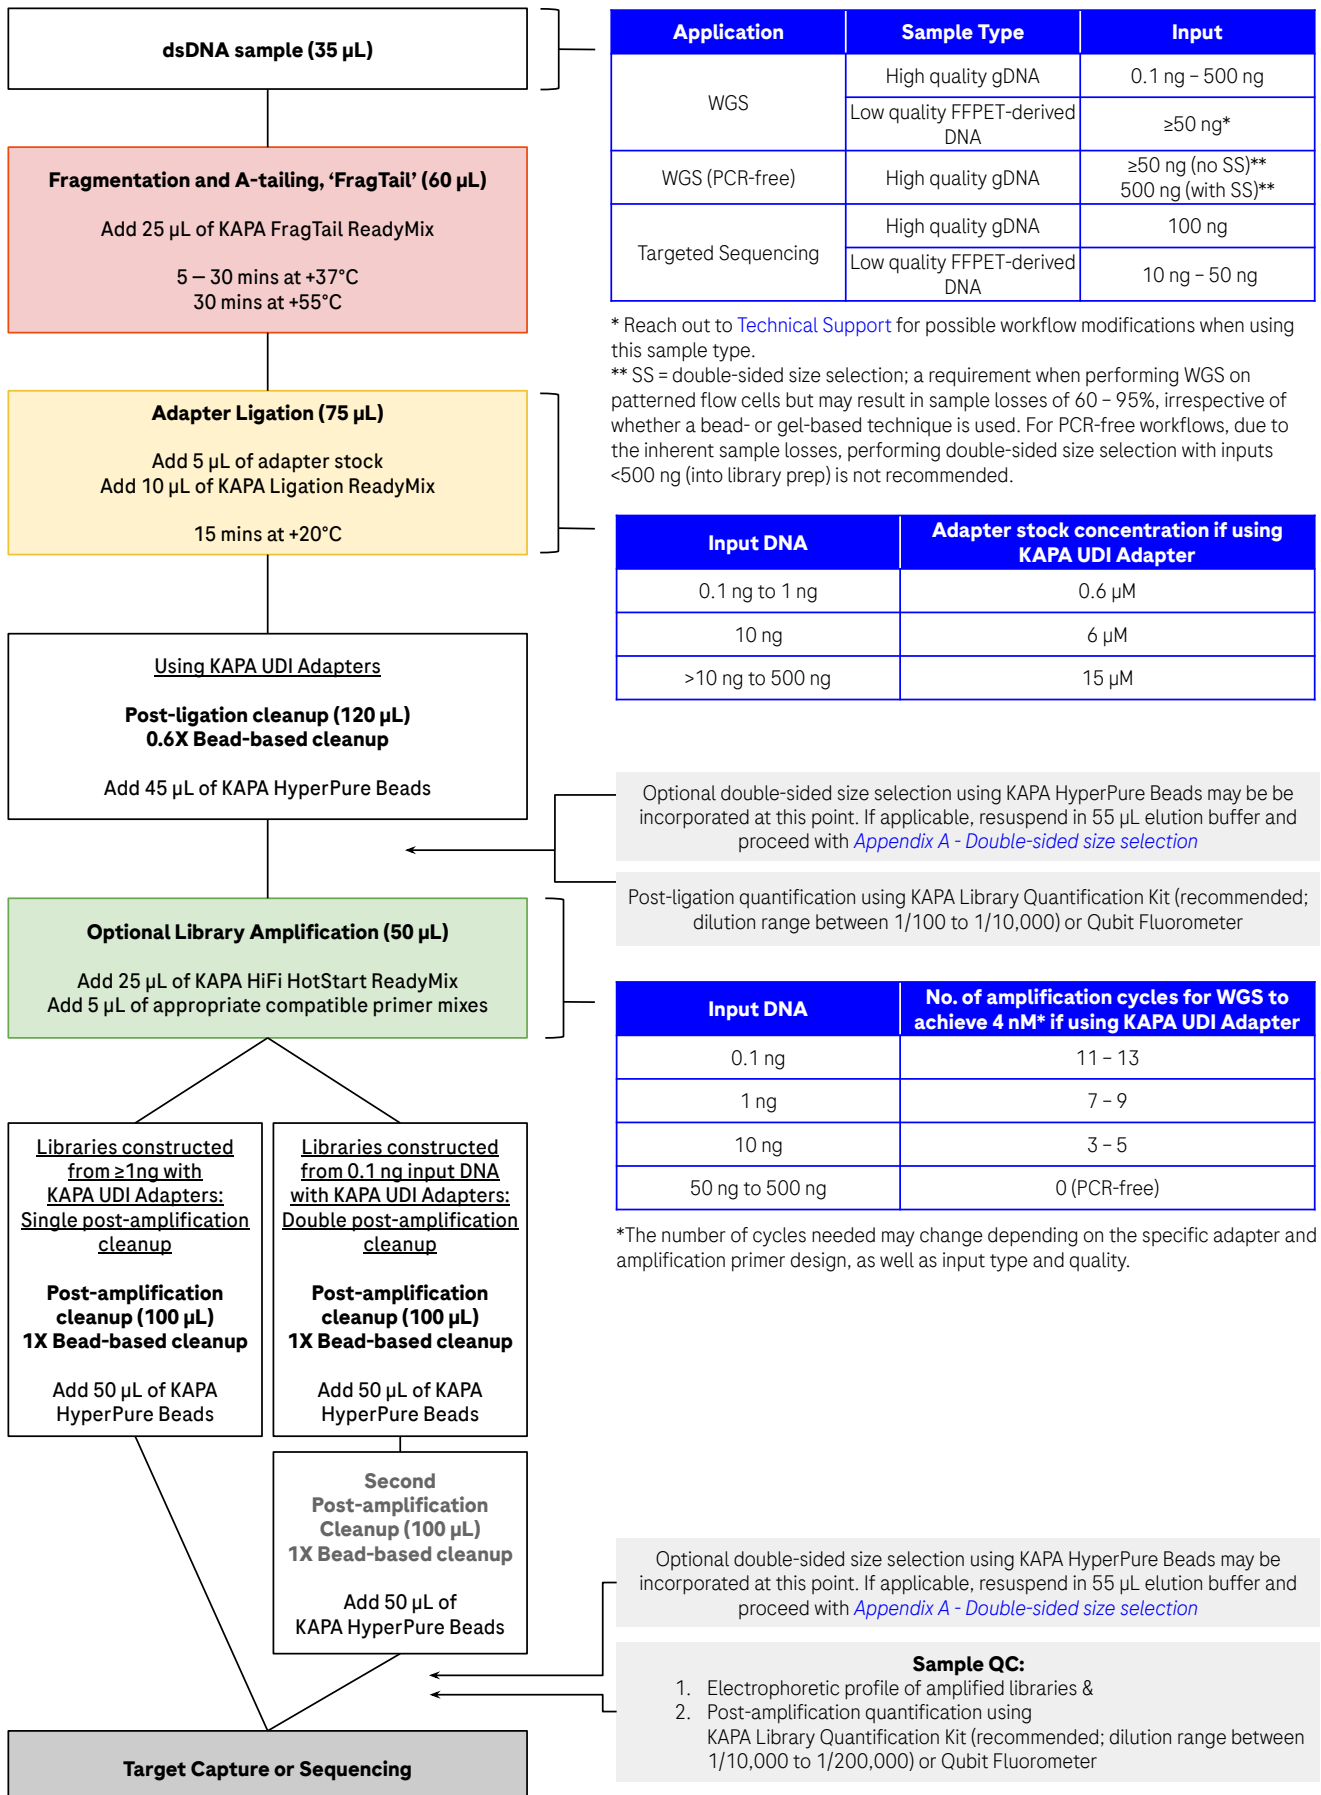 dsDNA sample (35 µL)
Application
Sample Type
Input
WGS
High quality gDNA
0.1 ng – 500 ng
Low quality FFPET-derived
DNA
≥50 ng*
WGS (PCR-free)
High quality gDNA
≥50 ng (no SS)**
500 ng (with SS)**
Targeted Sequencing
High quality gDNA
100 ng
Low quality FFPET-derived
DNA
10 ng – 50 ng
* Reach out to Technical Support for possible workflow modifications when using
this sample type.
** SS = double-sided size selection; a requirement when performing WGS on
patterned flow cells but may result in sample losses of 60 – 95%, irrespective of
whether a bead- or gel-based technique is used. For PCR-free workflows, due to
the inherent sample losses, performing double-sided size selection with inputs
<500 ng (into library prep) is not recommended.
Fragmentation and A-tailing, ‘FragTail’ (60 µL)
Add 25 µL of KAPA FragTail ReadyMix
5 – 30 mins at +37°C
30 mins at +55°C
Adapter Ligation (75 µL)
Add 5 µL of adapter stock
Add 10 µL of KAPA Ligation ReadyMix
15 mins at +20°C
Input DNA
Adapter stock concentration if using
KAPA UDI Adapter
0.1 ng to 1 ng
0.6 µM
10 ng
6 µM
>10 ng to 500 ng
15 µM
Using KAPA UDI Adapters
Post-ligation cleanup (120 µL)
0.6X Bead-based cleanup
Add 45 µL of KAPA HyperPure Beads
Optional double-sided size selection using KAPA HyperPure Beads may be be
incorporated at this point. If applicable, resuspend in 55 µL elution buffer and
proceed with Appendix A - Double-sided size selection
Post-ligation quantification using KAPA Library Quantification Kit (recommended;
dilution range between 1/100 to 1/10,000) or Qubit Fluorometer
Optional Library Amplification (50 µL)
Add 25 µL of KAPA HiFi HotStart ReadyMix
Add 5 µL of appropriate compatible primer mixes
Input DNA
No. of amplification cycles for WGS to
achieve 4 nM* if using KAPA UDI Adapter
0.1 ng
11 – 13
1 ng
7 – 9
10 ng
3 – 5
50 ng to 500 ng
0 (PCR-free)
*The number of cycles needed may change depending on the specific adapter and
amplification primer design, as well as input type and quality.
Libraries constructed
from ≥1ng with
KAPA UDI Adapters:
Single post-amplification
cleanup
Post-amplification
cleanup (100 µL)
1X Bead-based cleanup
Add 50 µL of KAPA
HyperPure Beads
Libraries constructed
from 0.1 ng input DNA
with KAPA UDI Adapters:
Double post-amplification
cleanup
Post-amplification
cleanup (100 µL)
1X Bead-based cleanup
Add 50 µL of KAPA
HyperPure Beads
Second
Post-amplification
Cleanup (100 µL)
1X Bead-based cleanup
Add 50 µL of
KAPA HyperPure Beads
Optional double-sided size selection using KAPA HyperPure Beads may be
incorporated at this point. If applicable, resuspend in 55 µL elution buffer and
proceed with Appendix A - Double-sided size selection
Sample QC:
1. Electrophoretic profile of amplified libraries &
2. Post-amplification quantification using
KAPA Library Quantification Kit (recommended; dilution range between
1/10,000 to 1/200,000) or Qubit Fluorometer
Target Capture or Sequencing